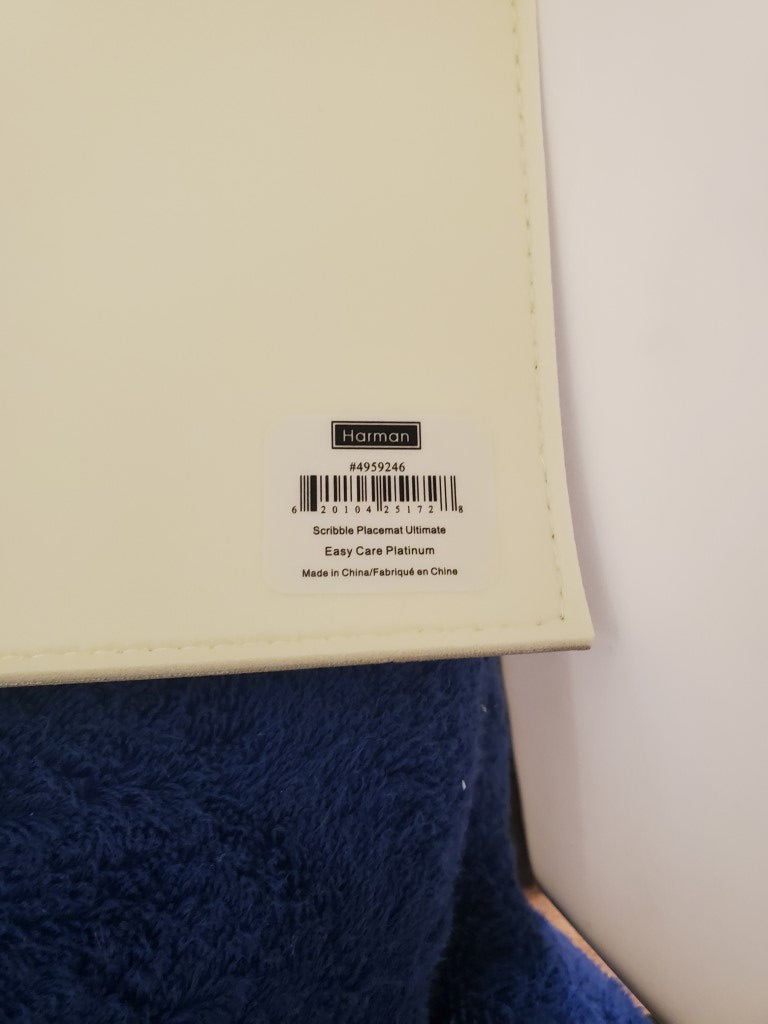 Harman
#4959246
6 20104 25172 8
Scribble Placemat Ultimate
Easy Care Platinum
Made in China/Fabriqué en Chine